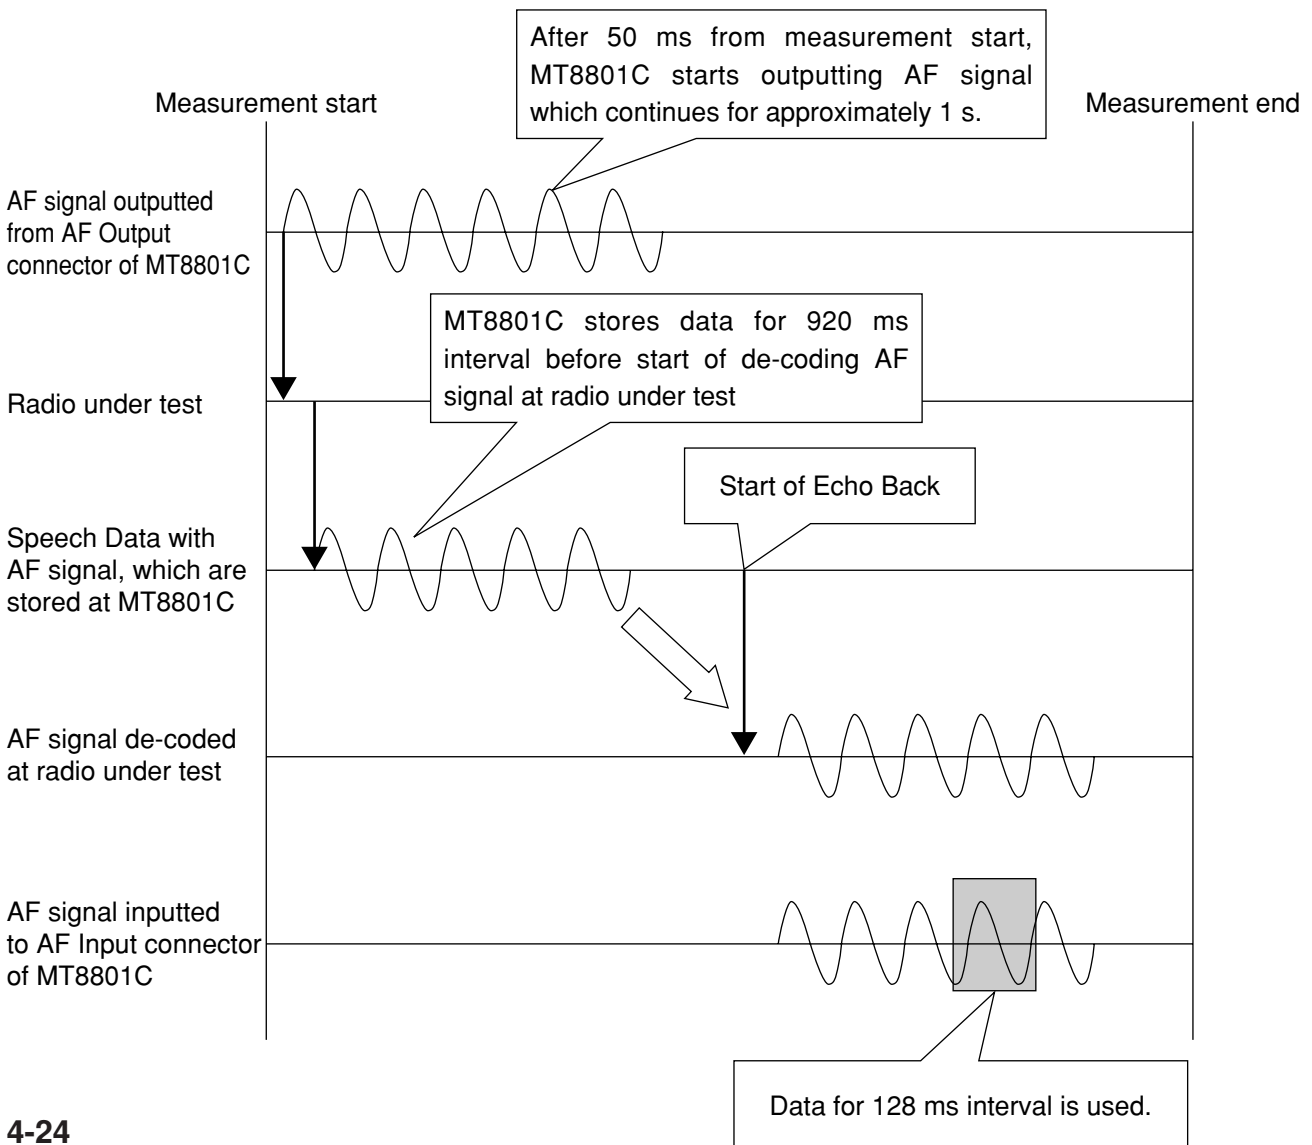 After 50 ms from measurement start,
MT8801C starts outputting AF signal
which continues for approximately 1 s.
Measurement start
Measurement end
AF signal outputted
from AF Output
connector of MT8801C
MT8801C stores data for 920 ms
interval before start of de-coding AF
signal at radio under test
Radio under test
Start of Echo Back
Speech Data with
AF signal, which are
stored at MT8801C
AF signal de-coded
at radio under test
AF signal inputted
to AF Input connector
of MT8801C
Data for 128 ms interval is used.
4-24